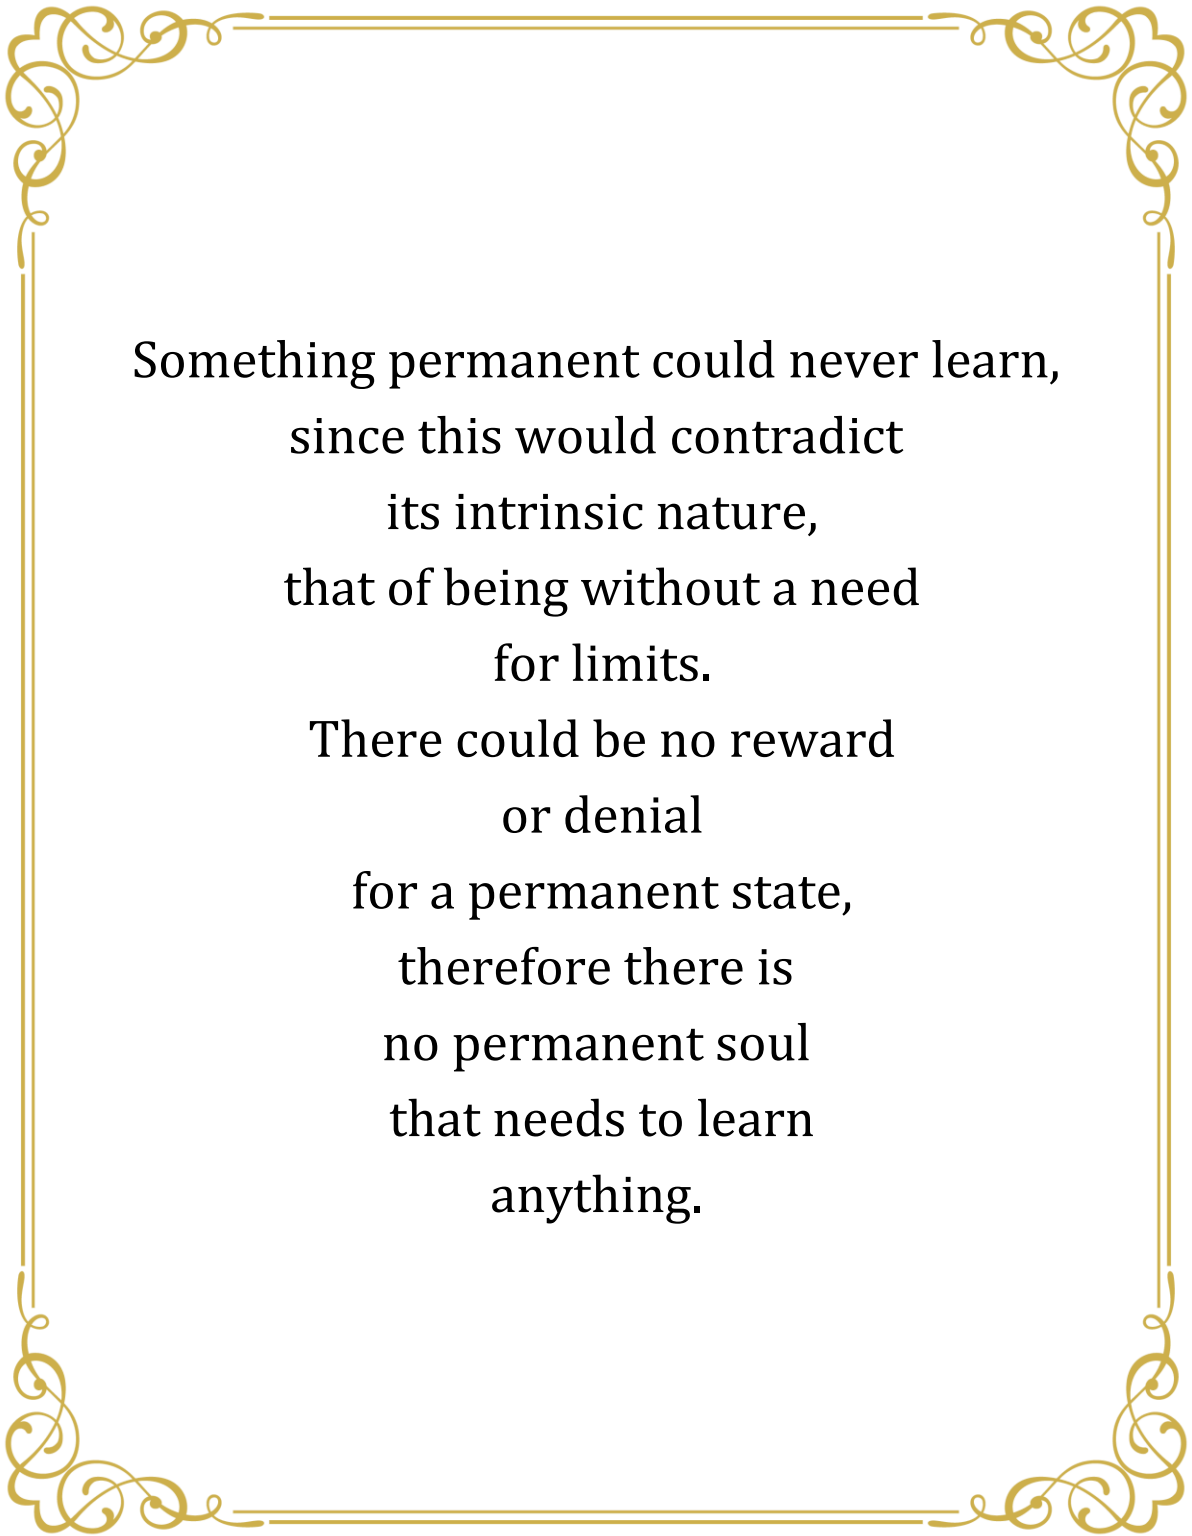 Something permanent could never learn,
since this would contradict
its intrinsic nature,
that of being without a need
for limits.
There could be no reward
or denial
for a permanent state,
therefore there is
no permanent soul
that needs to learn
anything.